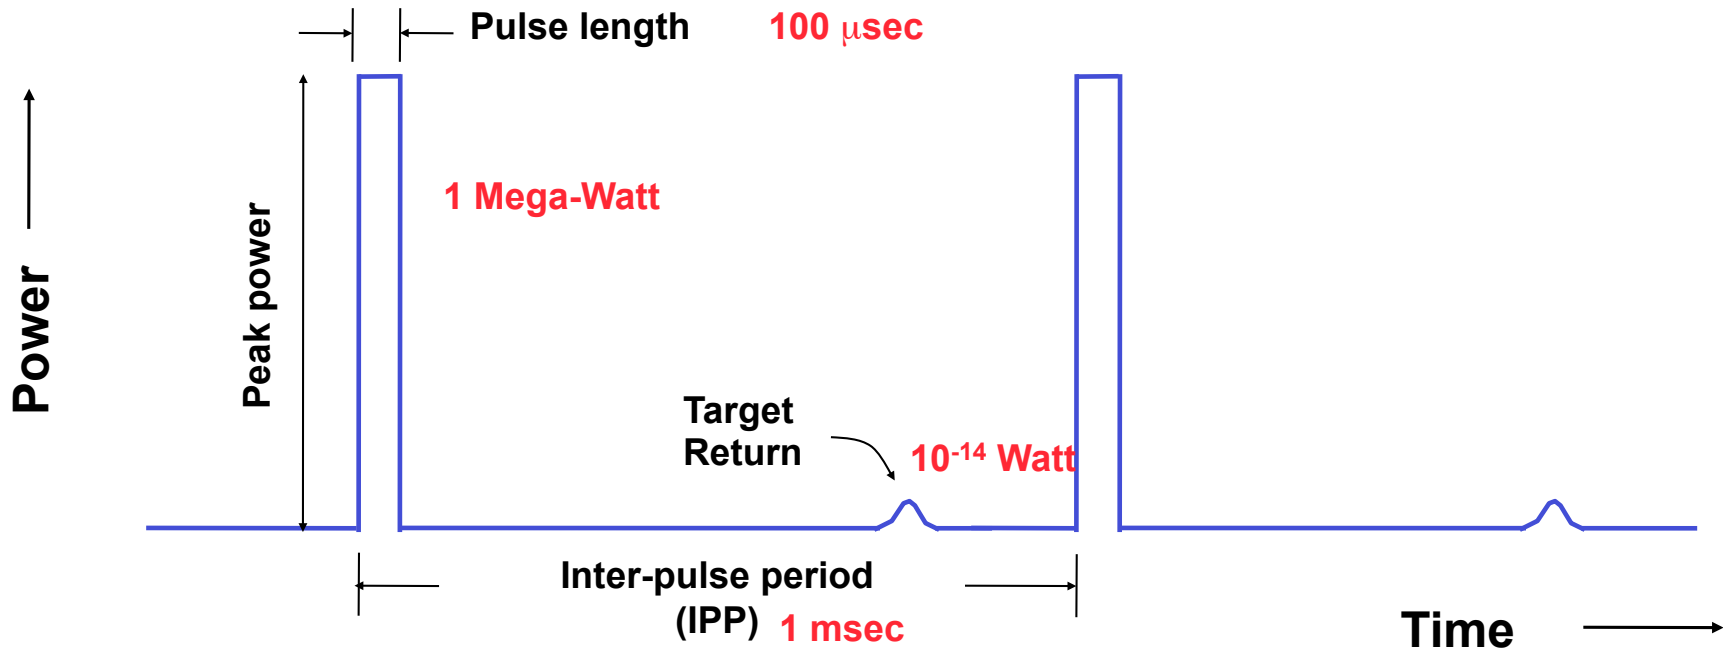 Pulse length 100 μsec
Power
Peak power
1 Mega-Watt
Target
Return
10⁻¹⁴ Watt
Inter-pulse period
(IPP) 1 msec
Time